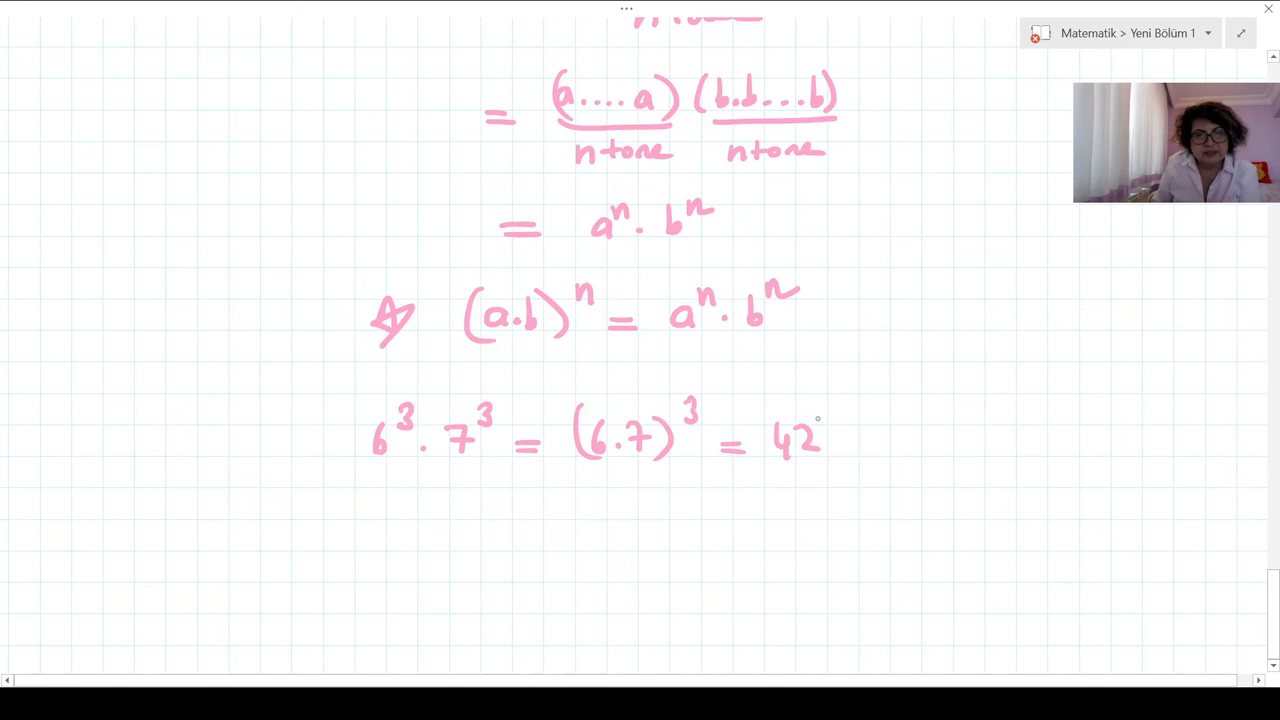 Matematik > Yeni Bölüm 1
= (a....a) (b.b...b)
n tane n tane
= aⁿ . bⁿ
☆ (a.b)ⁿ = aⁿ . bⁿ
6³ . 7³ = (6.7)³ = 42